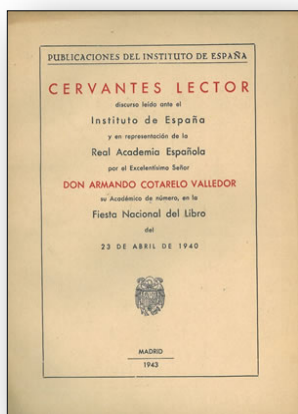 PUBLICACIONES DEL INSTITUTO DE ESPAÑA
CERVANTES LECTOR
discurso leído ante el
Instituto de España
y en representación de la
Real Academia Española
por el Excelentísimo Señor
DON ARMANDO COTARELO VALLEDOR
su Académico de número, en la
Fiesta Nacional del Libro
del
23 DE ABRIL DE 1940
MADRID
1943